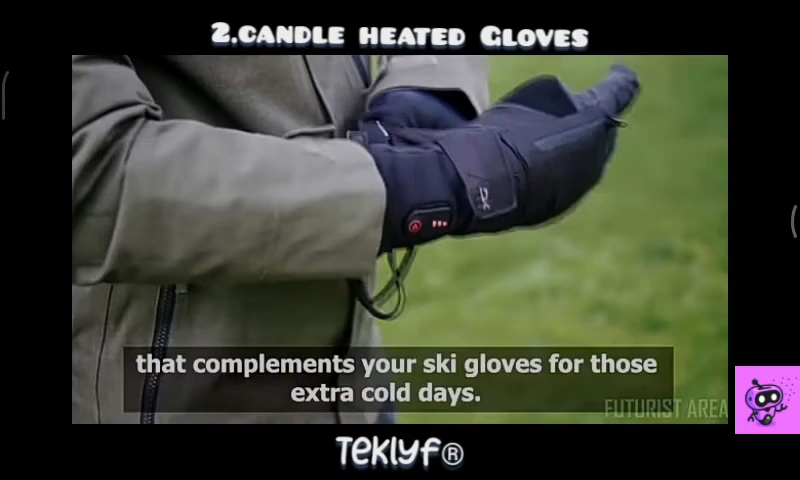 2.CANDLE HEATED GLOVES
that complements your ski gloves for those
extra cold days.
FUTURIST AREA
Teklyf®